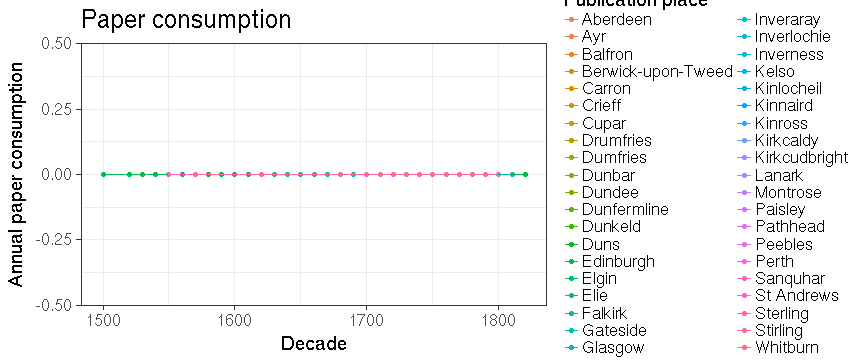 Paper consumption
Publication place
Annual paper consumption
0.50
0.25
0.00
-0.25
-0.50
1500 1600 1700 1800
Decade
Aberdeen
Ayr
Balfron
Berwick-upon-Tweed
Carron
Crieff
Cupar
Drumfries
Dumfries
Dunbar
Dundee
Dunfermline
Dunkeld
Duns
Edinburgh
Elgin
Elie
Falkirk
Gateside
Glasgow
Inveraray
Inverlochie
Inverness
Kelso
Kinlocheil
Kinnaird
Kinross
Kirkcaldy
Kirkcudbright
Lanark
Montrose
Paisley
Pathhead
Peebles
Perth
Sanquhar
St Andrews
Sterling
Stirling
Whitburn